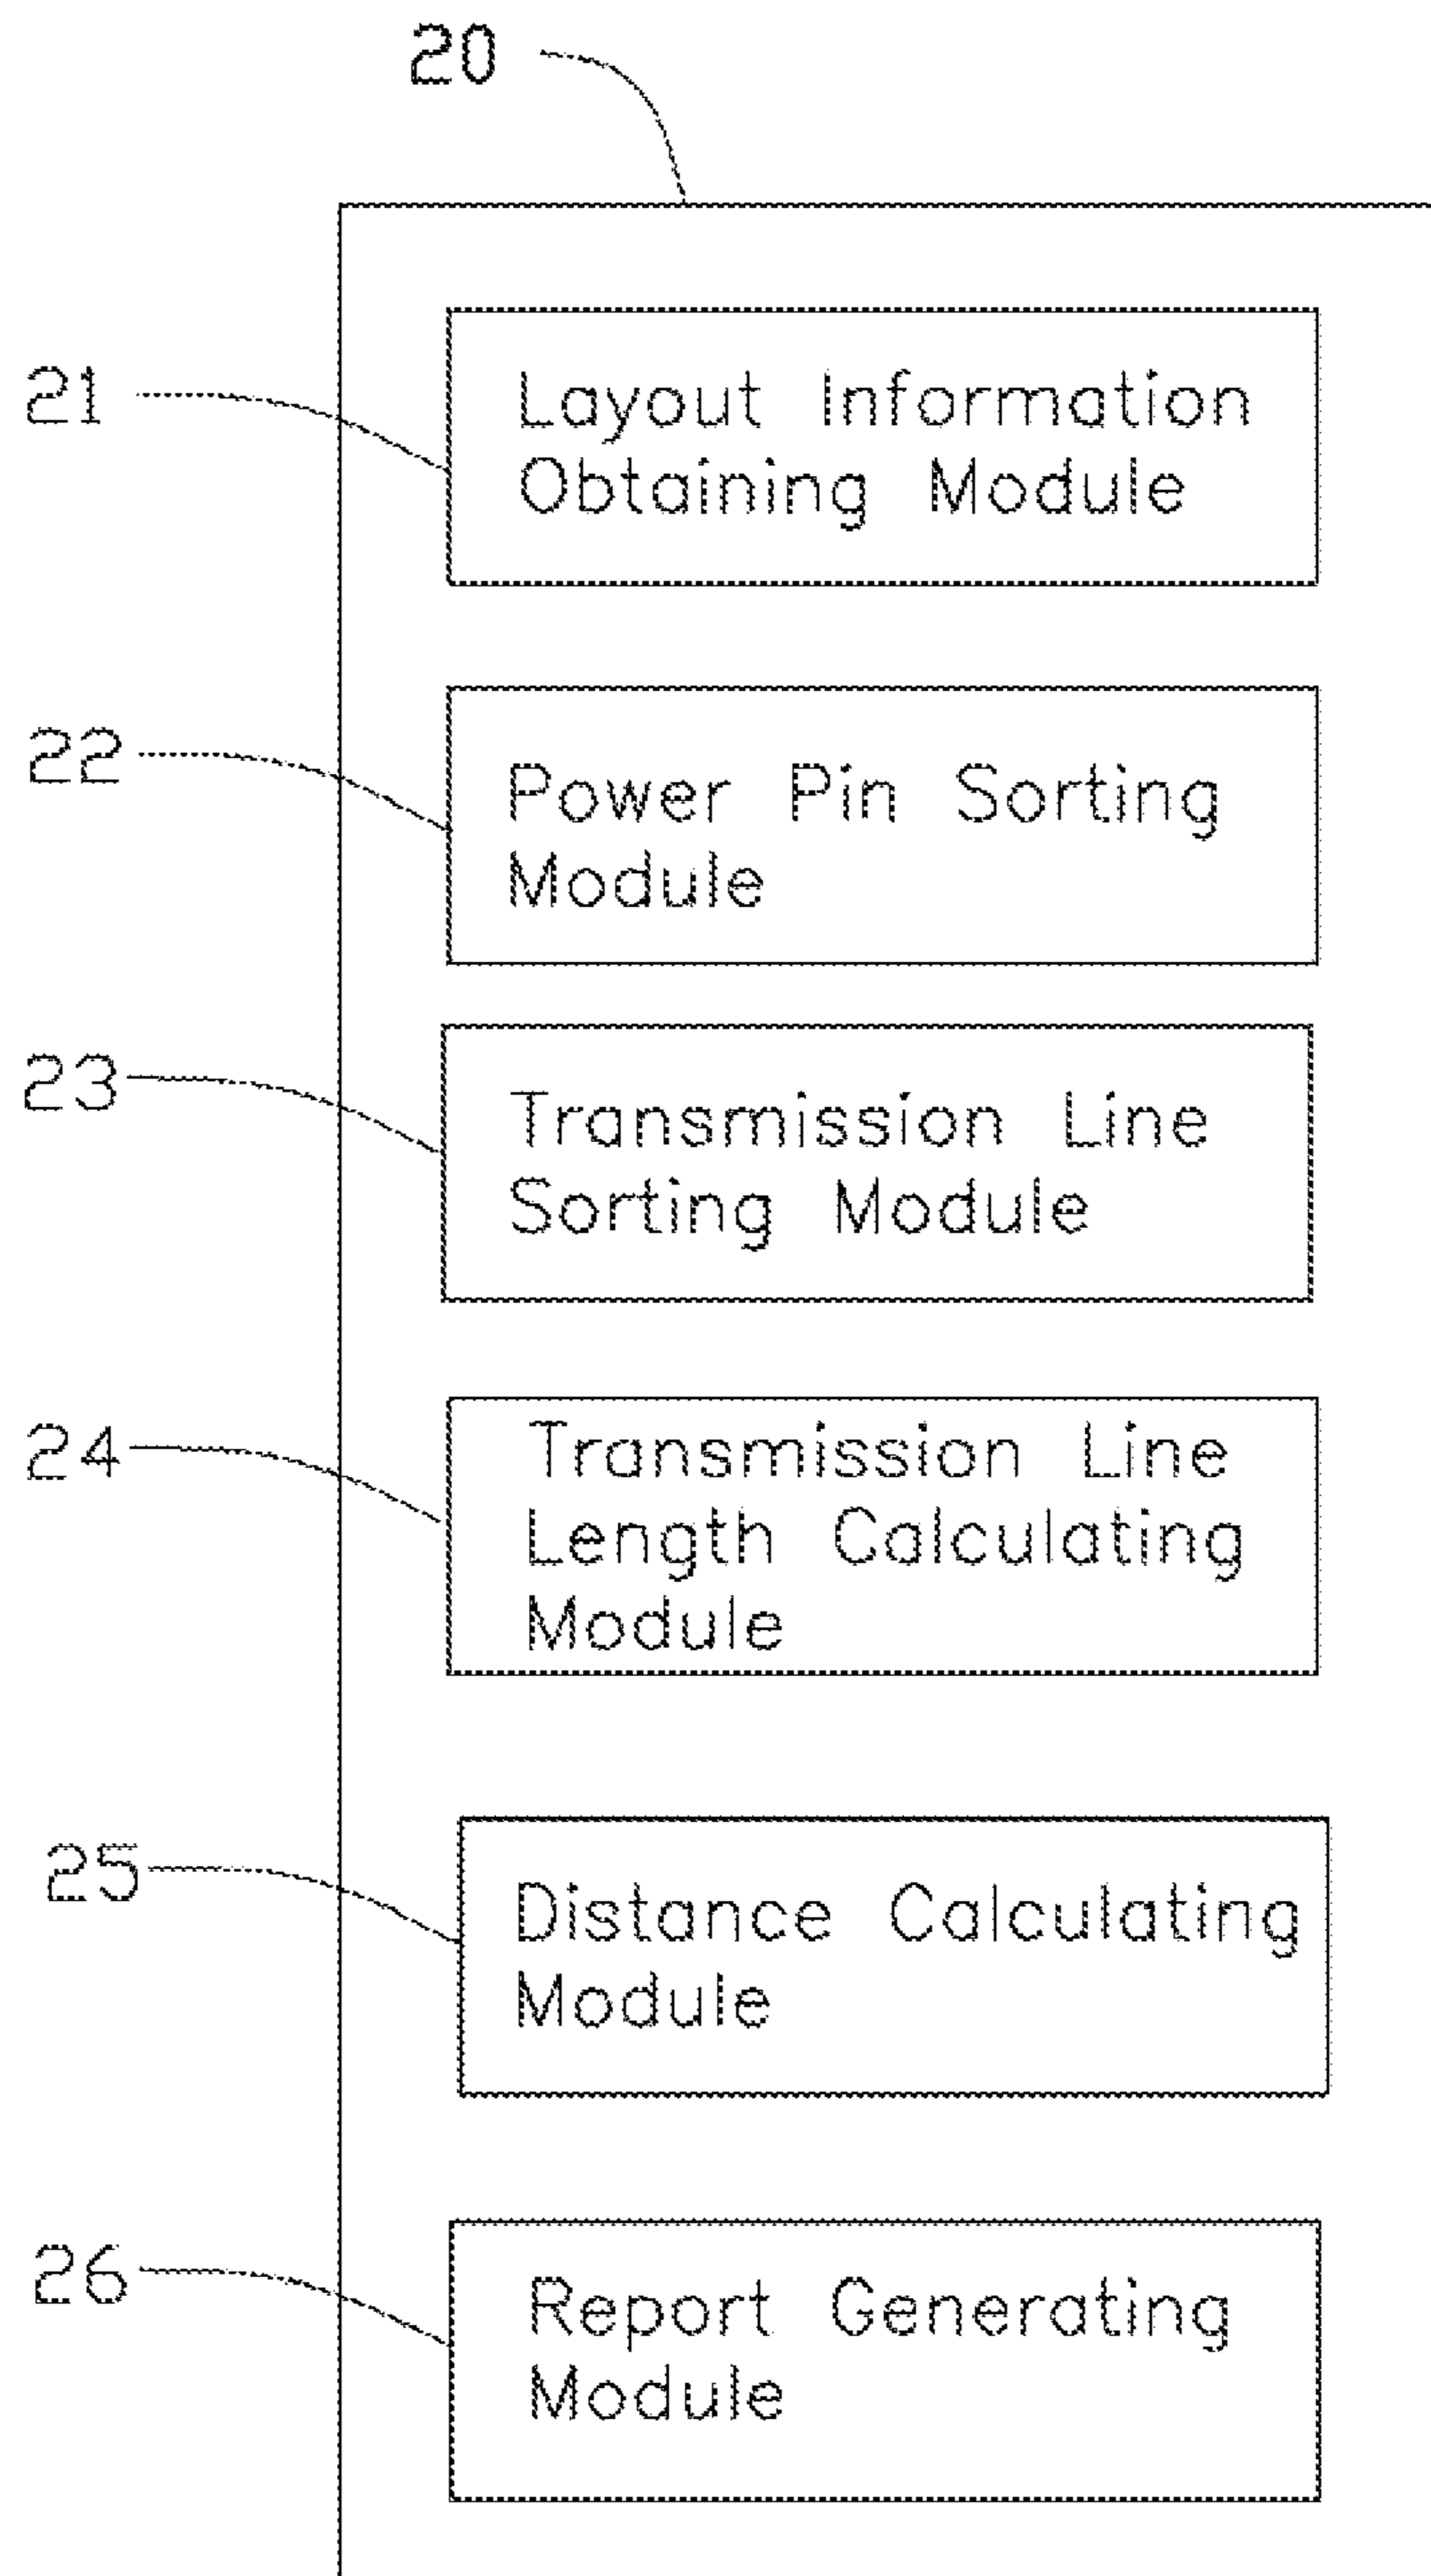 20
21
Layout Information
Obtaining Module
22
Power Pin Sorting
Module
23
Transmission Line
Sorting Module
24
Transmission Line
Length Calculating
Module
25
Distance Calculating
Module
26
Report Generating
Module